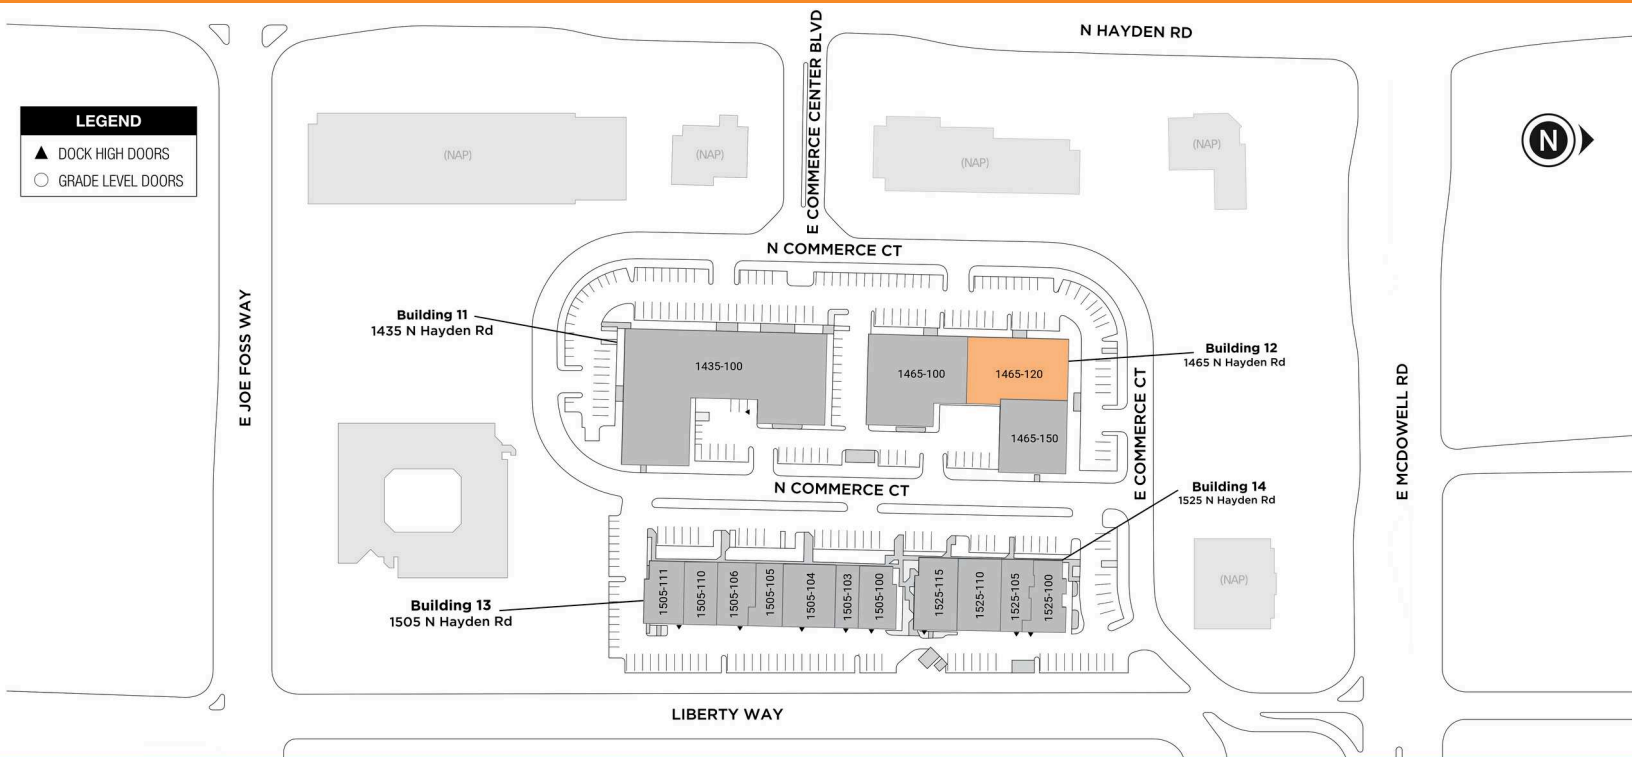 N HAYDEN RD
E COMMERCE CENTER BLVD
LEGEND
DOCK HIGH DOORS
GRADE LEVEL DOORS
N
(NAP)
(NAP)
(NAP)
(NAP)
N COMMERCE CT
E JOE FOSS WAY
Building 11
1435 N Hayden Rd
1435-100
1465-100
1465-120
1465-150
Building 12
1465 N Hayden Rd
E COMMERCE CT
E MCDOWELL RD
N COMMERCE CT
Building 14
1525 N Hayden Rd
Building 13
1505 N Hayden Rd
1505-111
1505-110
1505-106
1505-105
1505-104
1505-103
1505-100
1525-115
1525-110
1525-105
1525-100
(NAP)
LIBERTY WAY